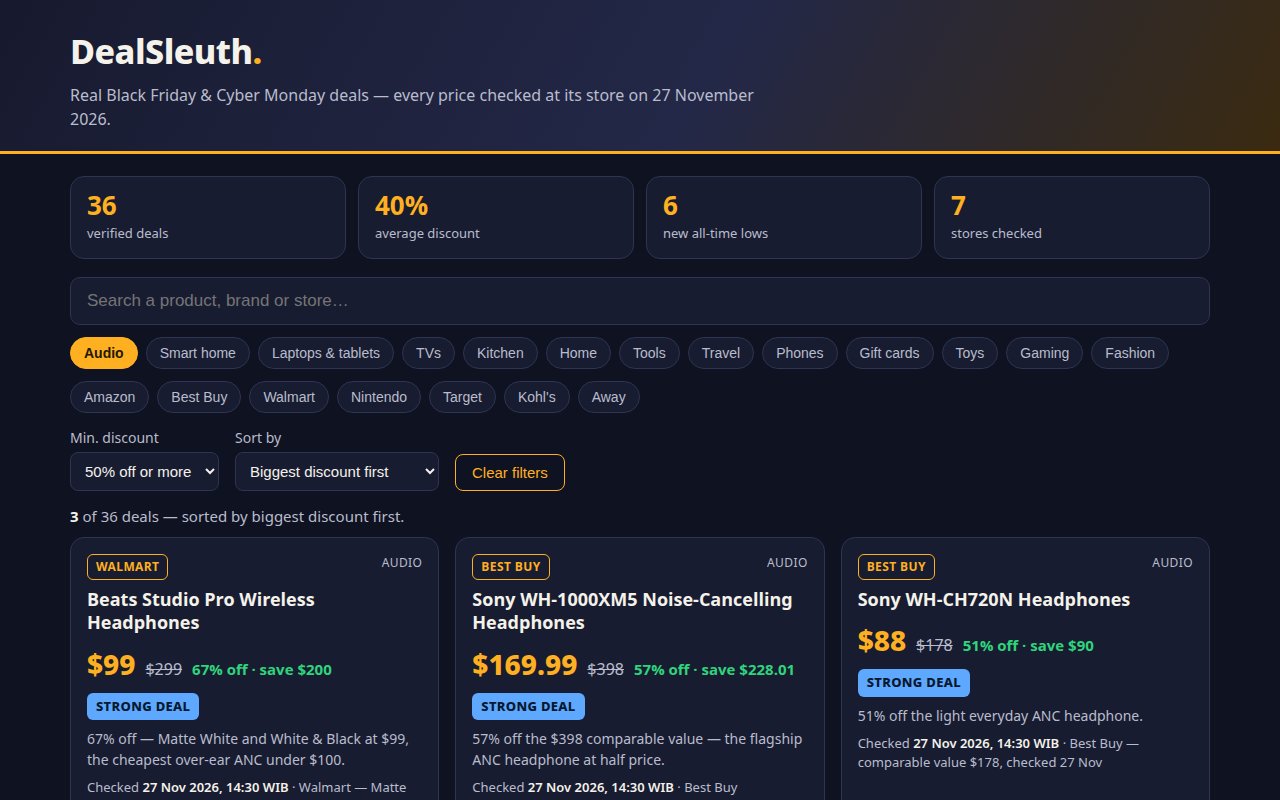 DealSleuth.
Real Black Friday & Cyber Monday deals — every price checked at its store on 27 November
2026.
36
verified deals
40%
average discount
6
new all-time lows
7
stores checked
Search a product, brand or store…
Audio Smart home Laptops & tablets TVs Kitchen Home Tools Travel Phones Gift cards Toys Gaming Fashion
Amazon Best Buy Walmart Nintendo Target Kohl's Away
Min. discount Sort by
50% off or more Biggest discount first Clear filters
3 of 36 deals — sorted by biggest discount first.
WALMART AUDIO
Beats Studio Pro Wireless
Headphones
$99 $299 67% off · save $200
STRONG DEAL
67% off — Matte White and White & Black at $99,
the cheapest over-ear ANC under $100.
Checked 27 Nov 2026, 14:30 WIB · Walmart — Matte
BEST BUY AUDIO
Sony WH-1000XM5 Noise-Cancelling
Headphones
$169.99 $398 57% off · save $228.01
STRONG DEAL
57% off the $398 comparable value — the flagship
ANC headphone at half price.
Checked 27 Nov 2026, 14:30 WIB · Best Buy
BEST BUY AUDIO
Sony WH-CH720N Headphones
$88 $178 51% off · save $90
STRONG DEAL
51% off the light everyday ANC headphone.
Checked 27 Nov 2026, 14:30 WIB · Best Buy —
comparable value $178, checked 27 Nov